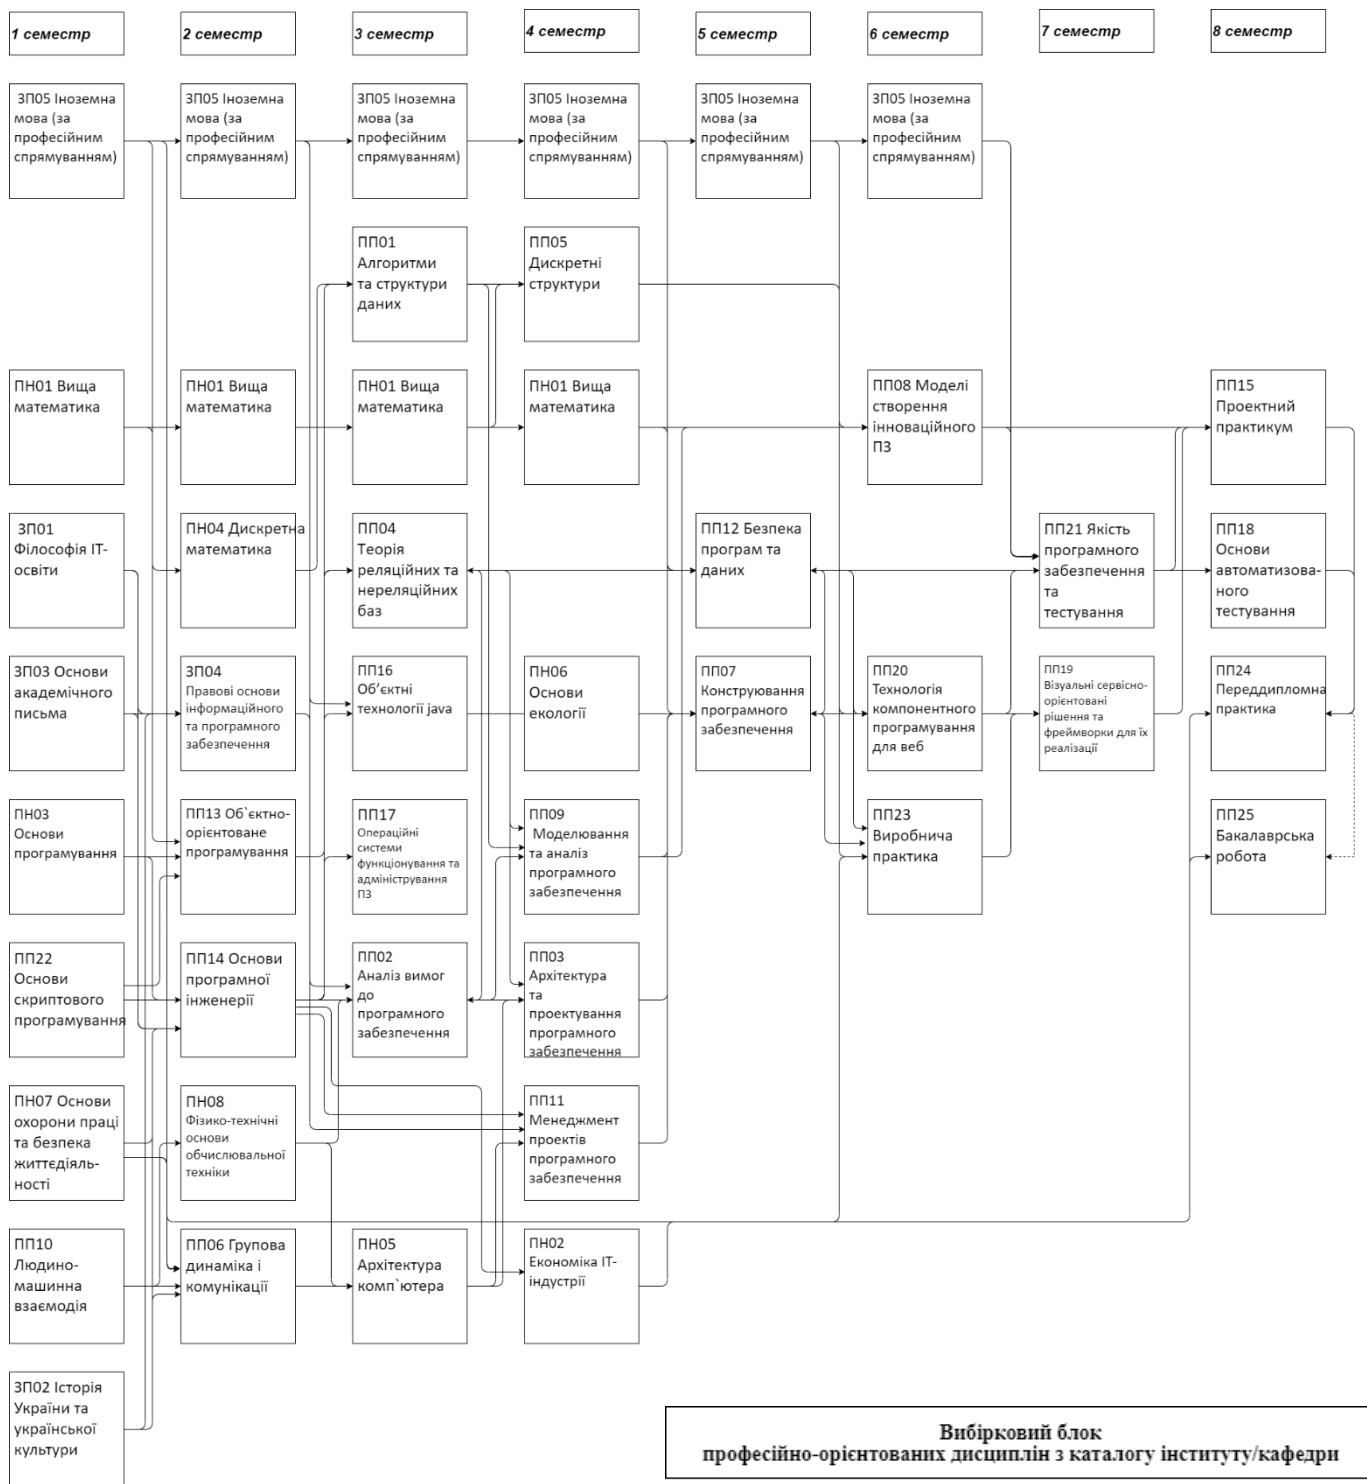 1 семестр
2 семестр
3 семестр
4 семестр
5 семестр
6 семестр
7 семестр
8 семестр
ЗП05 Іноземна
мова (за
професійним
спрямуванням)
ЗП05 Іноземна
мова (за
професійним
спрямуванням)
ЗП05 Іноземна
мова (за
професійним
спрямуванням)
ЗП05 Іноземна
мова (за
професійним
спрямуванням)
ЗП05 Іноземна
мова (за
професійним
спрямуванням)
ЗП05 Іноземна
мова (за
професійним
спрямуванням)
ПП01
Алгоритми
та структури
даних
ПП05
Дискретні
структури
ПН01 Вища
математика
ПН01 Вища
математика
ПН01 Вища
математика
ПН01 Вища
математика
ПП08 Моделі
створення
інноваційного
ПЗ
ПП15
Проектний
практикум
ЗП01
Філософія ІТ-
освіти
ПН04 Дискретна
математика
ПП04
Теорія
реляційних та
нереляційних
баз
ПП12 Безпека
програм та
даних
ПП21 Якість
програмного
забезпечення
та
тестування
ПП18
Основи
автоматизова-
ного
тестування
ЗП03 Основи
академічного
письма
ЗП04
Правові основи
інформаційного
та програмного
забезпечення
ПП16
Об'єктні
технології java
ПН06
Основи
екології
ПП07
Конструювання
програмного
забезпечення
ПП20
Технологія
компонентного
програмування
для веб
ПП19
Візуальні сервісно-
орієнтовані
рішення та
фреймворки для їх
реалізації
ПП24
Переддипломна
практика
ПН03
Основи
програмування
ПП13 Об`єктно-
орієнтоване
програмування
ПП17
Операційні
системи
функціонування та
адміністрування
ПЗ
ПП09
Моделювання
та аналіз
програмного
забезпечення
ПП23
Виробнича
практика
ПП25
Бакалаврська
робота
ПП22
Основи
скриптового
програмування
ПП14 Основи
програмної
інженерії
ПП02
Аналіз вимог
до
програмного
забезпечення
ПП03
Архітектура
та
проектування
програмного
забезпечення
ПН07 Основи
охорони праці
та безпека
життєдіяль-
ності
ПН08
Фізико-технічні
основи
обчислювальної
техніки
ПП11
Менеджмент
проектів
програмного
забезпечення
ПП10
Людино-
машинна
взаємодія
ПП06 Групова
динаміка і
комунікації
ПН05
Архітектура
комп`ютера
ПН02
Економіка ІТ-
індустрії
ЗП02 Історія
України та
української
культури
Вибірковий блок
професійно-орієнтованих дисциплін з каталогу інституту/кафедри